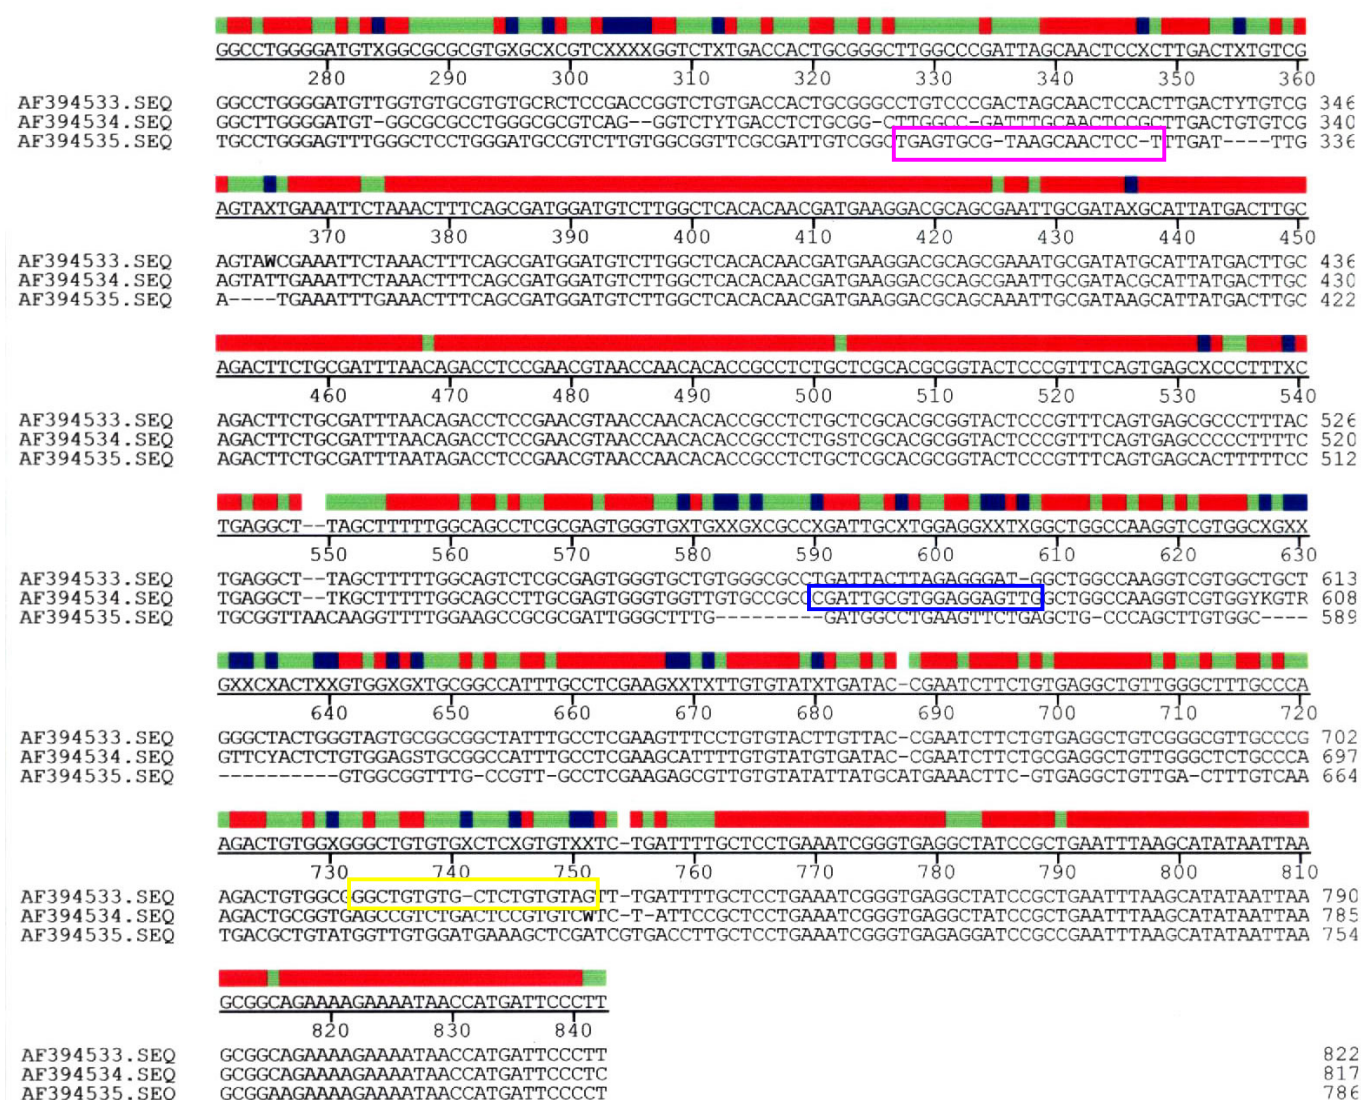 GGCCTGGGGATGTXGGCGCGCGTGXGCXCGTCXXXXGGTCTXTGACCACTGCGGGCTTGGCCCGATTAGCAACTCCXCTTGACTXTGTCG
280 290 300 310 320 330 340 350 360
AF394533.SEQ GGCCTGGGGATGTTGGTGTGCGTGTGCRCTCCGACCGGTCTGTGACCACTGCGGGCCTGTCCCGACTAGCAACTCCACTTGACTYTGTCG 346
AF394534.SEQ GGCTTGGGGATGT-GGCGCGCCTGGGCGCGTCAG--GGTCTYTGACCTCTGCGG-CTTGGCC-GATTTGCAACTCCGCTTGACTGTGTCG 340
AF394535.SEQ TGCCTGGGAGTTTGGGCTCCTGGGATGCCGTCTTGTGGCGGTTCGCGATTGTCGGCTGAGTGCG-TAAGCAACTCC-TTTGAT----TTG 336
AGTAXTGAAATTCTAAACTTTCAGCGATGGATGTCTTGGCTCACACAACGATGAAGGACGCAGCGAATTGCGATAXGCATTATGACTTGC
370 380 390 400 410 420 430 440 450
AF394533.SEQ AGTAWCGAAATTCTAAACTTTCAGCGATGGATGTCTTGGCTCACACAACGATGAAGGACGCAGCGAAATGCGATATGCATTATGACTTGC 436
AF394534.SEQ AGTATTGAAATTCTAAACTTTCAGCGATGGATGTCTTGGCTCACACAACGATGAAGGACGCAGCGAATTGCGATACGCATTATGACTTGC 430
AF394535.SEQ A----TGAAATTTGAAACTTTCAGCGATGGATGTCTTGGCTCACACAACGATGAAGGACGCAGCAAATTGCGATAAGCATTATGACTTGC 422
AGACTTCTGCGATTTAACAGACCTCCGAACGTAACCAACACACCGCCTCTGCTCGCACGCGGTACTCCCGTTTCAGTGAGCXCCCTTTXC
460 470 480 490 500 510 520 530 540
AF394533.SEQ AGACTTCTGCGATTTAACAGACCTCCGAACGTAACCAACACACCGCCTCTGCTCGCACGCGGTACTCCCGTTTCAGTGAGCGCCCTTTAC 526
AF394534.SEQ AGACTTCTGCGATTTAACAGACCTCCGAACGTAACCAACACACCGCCTCTGSTCGCACGCGGTACTCCCGTTTCAGTGAGCCCCCTTTTC 520
AF394535.SEQ AGACTTCTGCGATTTAATAGACCTCCGAACGTAACCAACACACCGCCTCTGCTCGCACGCGGTACTCCCGTTTCAGTGAGCACTTTTTCC 512
TGAGGCT--TAGCTTTTTGGCAGCCTCGCGAGTGGGTGXTGXXGXCGCCXGATTGCXTGGAGGXXTXGGCTGGCCAAGGTCGTGGCXGXX
550 560 570 580 590 600 610 620 630
AF394533.SEQ TGAGGCT--TAGCTTTTTGGCAGTCTCGCGAGTGGGTGCTGTGGGCGCCTGATTACTTAGAGGGAT-GGCTGGCCAAGGTCGTGGCTGCT 613
AF394534.SEQ TGAGGCT--TKGCTTTTTGGCAGCCTTGCGAGTGGGTGGTTGTGCCGCCCGATTGCGTGGAGGAGTTGGCTGGCCAAGGTCGTGGYKGTR 608
AF394535.SEQ TGCGGTTAACAAGGTTTTGGAAGCCGCGCGATTGGGCTTTG---------GATGGCCTGAAGTTCTGAGCTG-CCCAGCTTGTGGC---- 589
GXXCXACTXXGTGGXGXTGCGGCCATTTGCCTCGAAGXXTXTTGTGTATXTGATAC-CGAATCTTCTGTGAGGCTGTTGGGCTTTGCCCA
640 650 660 670 680 690 700 710 720
AF394533.SEQ GGGCTACTGGGTAGTGCGGCGGCTATTTGCCTCGAAGTTTCCTGTGTACTTGTTAC-CGAATCTTCTGTGAGGCTGTCGGGCGTTGCCCG 702
AF394534.SEQ GTTCYACTCTGTGGAGSTGCGGCCATTTGCCTCGAAGCATTTTGTGTATGTGATAC-CGAATCTTCTGCGAGGCTGTTGGGCTCTGCCCA 697
AF394535.SEQ ----------GTGGCGGTTTG-CCGTT-GCCTCGAAGAGCGTTGTGTATATTATGCATGAAACTTC-GTGAGGCTGTTGA-CTTTGTCAA 664
AGACTGTGGXGGGCTGTGTGXCTCXGTGTXXTC-TGATTTTGCTCCTGAAATCGGGTGAGGCTATCCGCTGAATTTAAGCATATAATTAA
730 740 750 760 770 780 790 800 810
AF394533.SEQ AGACTGTGGCGGGCTGTGTG-CTCTGTGTAGTTT-TGATTTTGCTCCTGAAATCGGGTGAGGCTATCCGCTGAATTTAAGCATATAATTAA 790
AF394534.SEQ AGACTGCGGTGAGCCGTCTGACTCCGTGTCWTC-T-ATTCCGCTCCTGAAATCGGGTGAGGCTATCCGCTGAATTTAAGCATATAATTAA 785
AF394535.SEQ TGACGCTGTATGGTTGTGGATGAAAGCTCGATCGTGACCTTGCTCCTGAAATCGGGTGAGAGGATCCGCCGAATTTAAGCATATAATTAA 754
GCGGCAGAAAAGAAAATAACCATGATTCCCTT
820 830 840
AF394533.SEQ GCGGCAGAAAAGAAAATAACCATGATTCCCTT 822
AF394534.SEQ GCGGCAGAAAAGAAAATAACCATGATTCCCTC 817
AF394535.SEQ GCGGAAGAAAAGAAAATAACCATGATTCCCCT 786